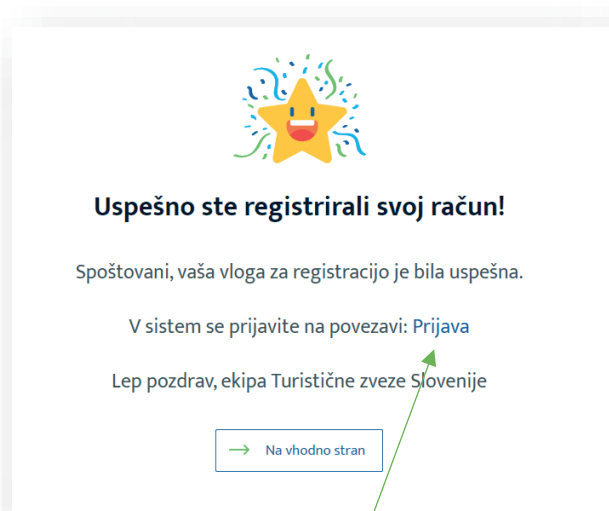 Uspešno ste registrirali svoj račun!
Spoštovani, vaša vloga za registracijo je bila uspešna.
V sistem se prijavite na povezavi: Prijava
Lep pozdrav, ekipa Turistične zveze Slovenije
Na vhodno stran